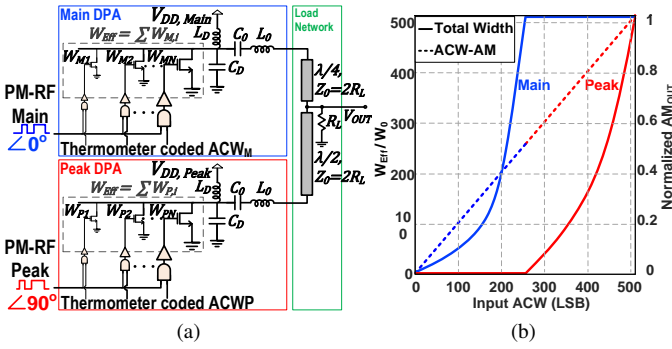 Main DPA
W_Eff = ∑W_M,i
V_DD, Main
L_D
C_0 L_0
C_D
W_M1 W_M2 W_MN
PM-RF
Main
∠0°
Thermometer coded ACW_M
Peak DPA
W_Eff = ∑W_P,i
V_DD, Peak
L_D
C_0 L_0
C_D
W_P1 W_P2 W_PN
PM-RF
Peak
∠90°
Thermometer coded ACWP
Load
Network
λ/4,
Z_0=2R_L
V_OUT
R_L
λ/2,
Z_0=2R_L
(a)
Total Width
ACW-AM
Main
Peak
W_Eff / W_0
500
400
300
200
10
0
0
Normalized AM_OUT
1
0.8
0.6
0.4
0.2
0
0 100 200 300 400 500
Input ACW (LSB)
(b)